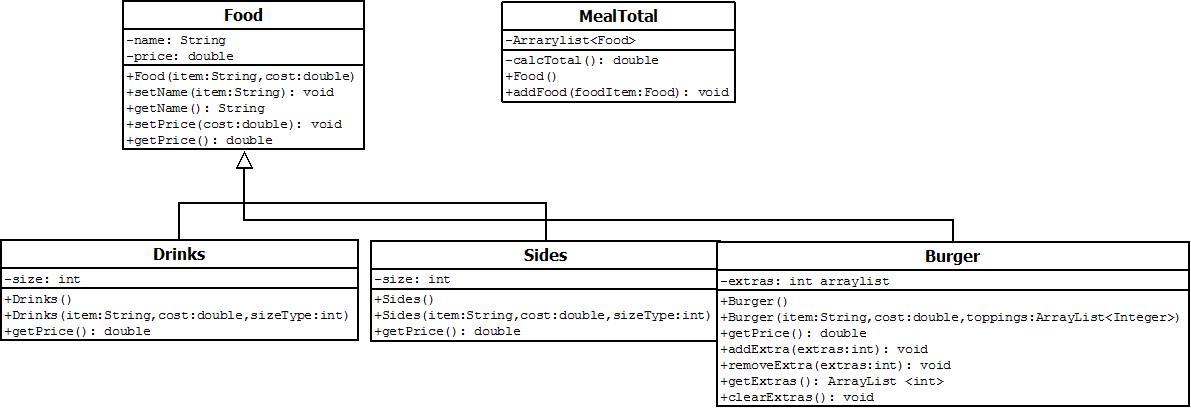 Food
-name: String
-price: double
+Food(item:String,cost:double)
+setName(item:String): void
+getName(): String
+setPrice(cost:double): void
+getPrice(): double
MealTotal
-Ararylist<Food>
-calcTotal(): double
+Food()
+addFood(foodItem:Food): void
Drinks
-size: int
+Drinks()
+Drinks(item:String,cost:double,sizeType:int)
+getPrice(): double
Sides
-size: int
+Sides()
+Sides(item:String,cost:double,sizeType:int)
+getPrice(): double
Burger
-extras: int arraylist
+Burger()
+Burger(item:String,cost:double,toppings:ArrayList<Integer>)
+getPrice(): double
+addExtra(extras:int): void
+removeExtra(extras:int): void
+getExtras(): ArrayList <int>
+clearExtras(): void